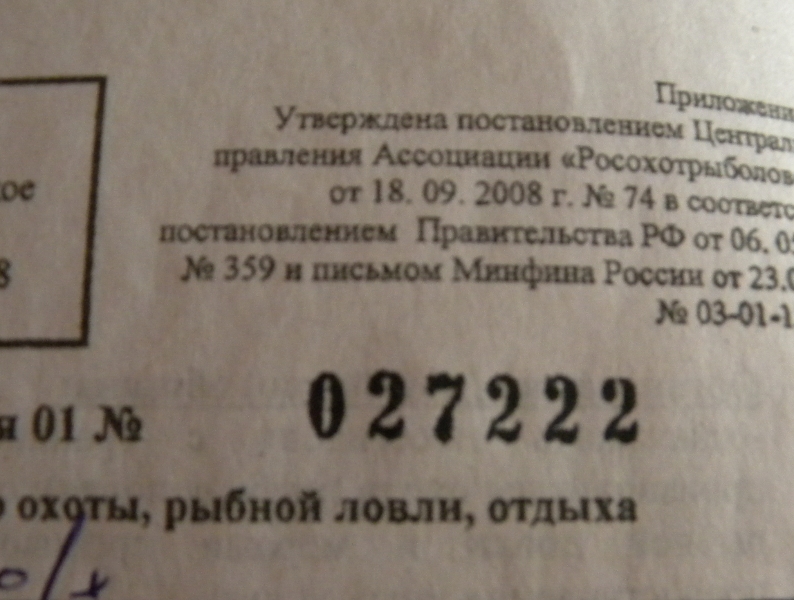 Приложени
Утверждена постановлением Централ
правления Ассоциации «Росохотрыболов
от 18. 09. 2008 г. № 74 в соответс
постановлением Правительства РФ от 06. 05
№ 359 и письмом Минфина России от 23.0
№ 03-01-1
ое
8
я 01 № 027222
о охоты, рыбной ловли, отдыха
о/х